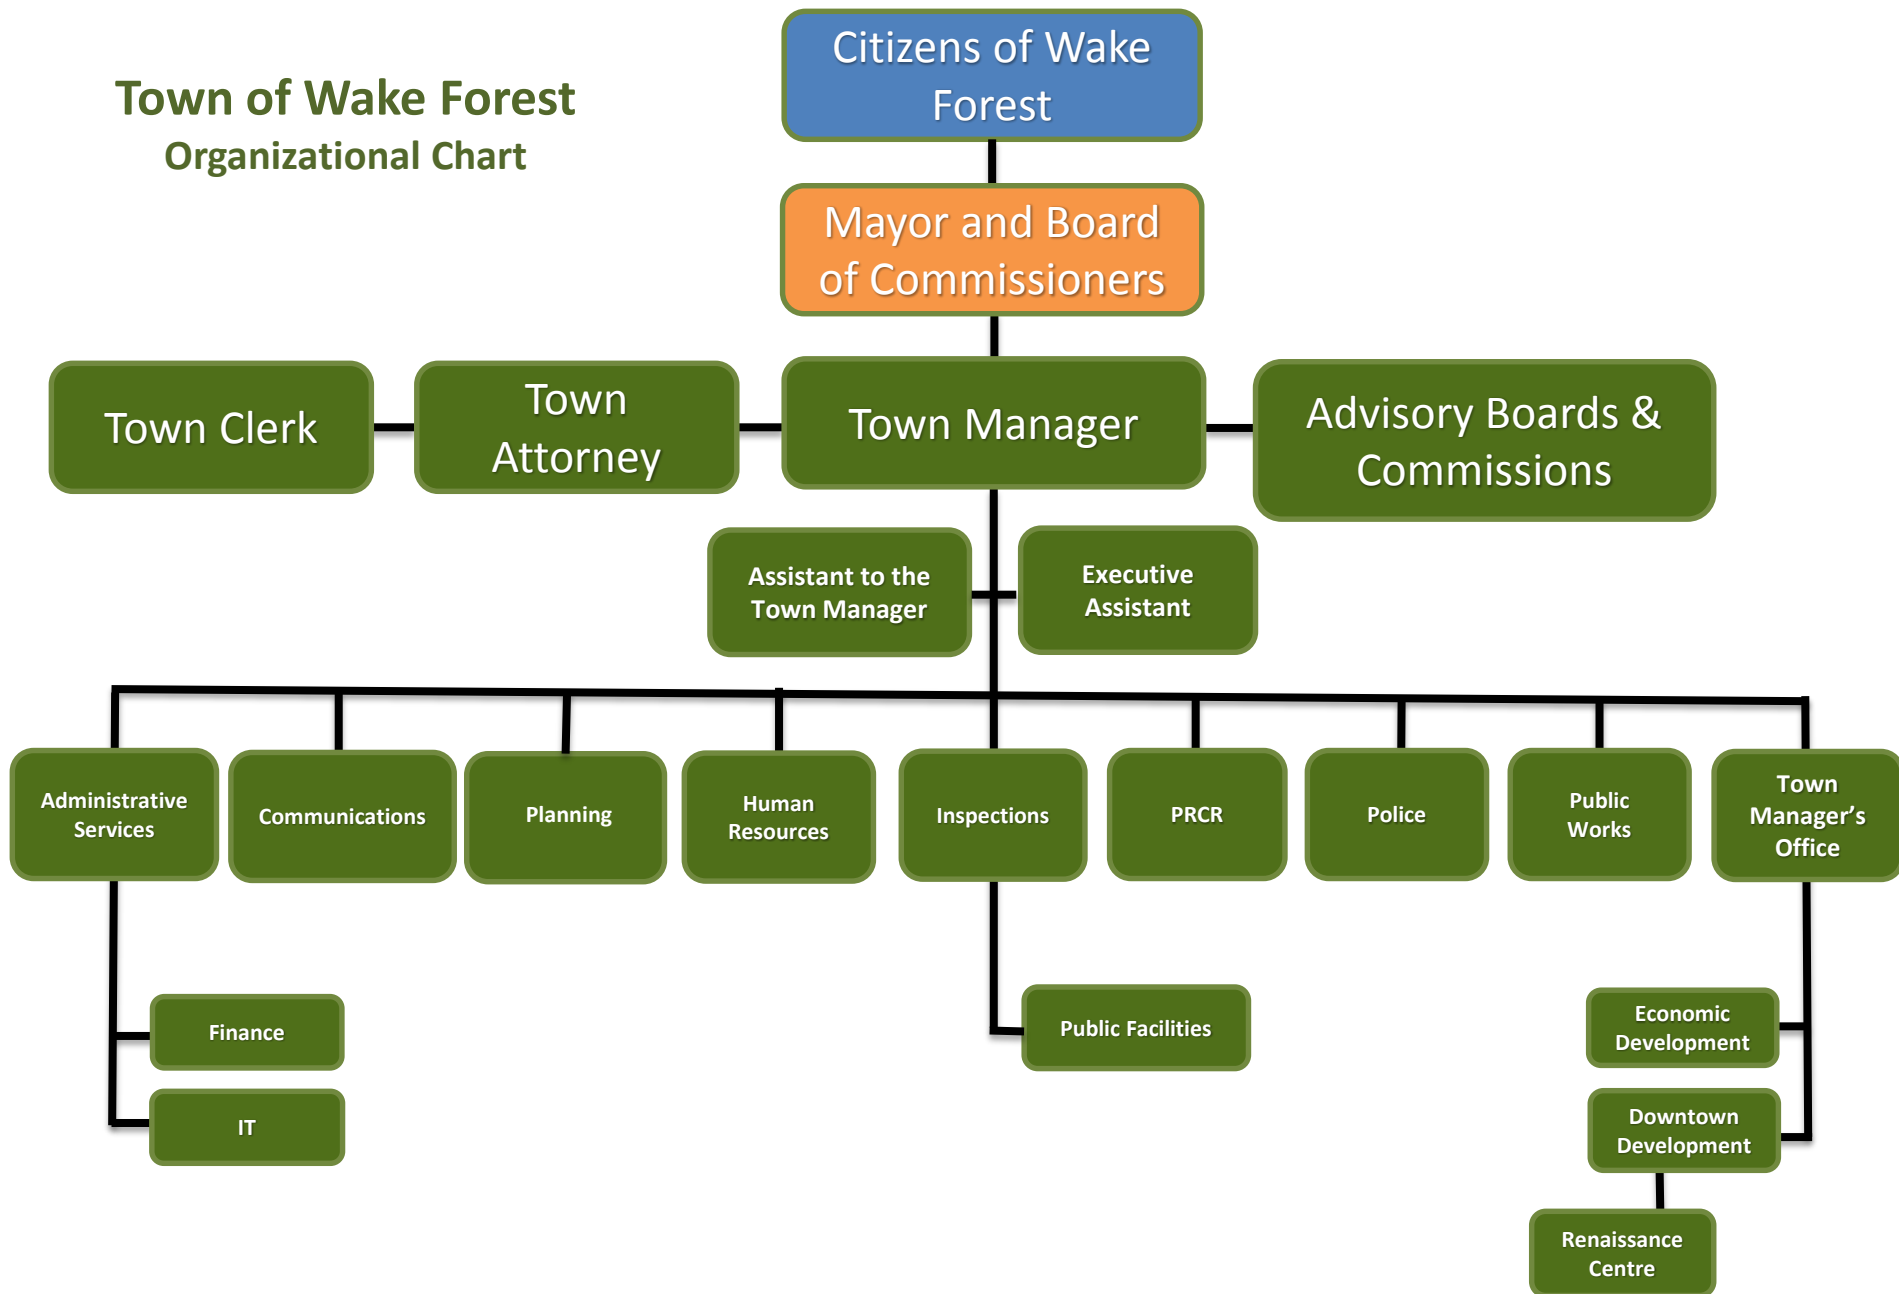 Town of Wake Forest
Organizational Chart
Citizens of Wake
Forest
Mayor and Board
of Commissioners
Town Clerk
Town
Attorney
Town Manager
Advisory Boards &
Commissions
Assistant to the
Town Manager
Executive
Assistant
Administrative
Services
Communications
Planning
Human
Resources
Inspections
PRCR
Police
Public
Works
Town
Manager’s
Office
Finance
IT
Public Facilities
Economic
Development
Downtown
Development
Renaissance
Centre